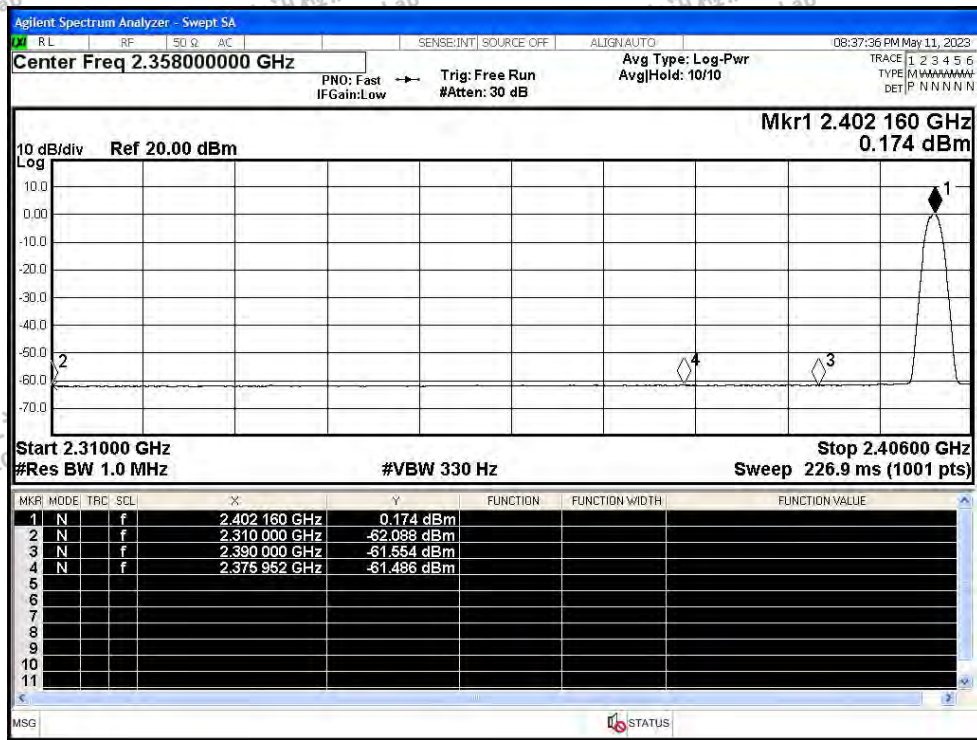 Agilent Spectrum Analyzer - Swept SA
LXI RL RF 50 Ω AC SENSE:INT SOURCE OFF ALIGNAUTO 08:37:36 PM May 11, 2023
Center Freq 2.358000000 GHz Avg Type: Log-Pwr TRACE 1 2 3 4 5 6
PNO: Fast Trig: Free Run Avg|Hold: 10/10 TYPE MWWWWW
IFGain:Low #Atten: 30 dB DET P N N N N N
Mkr1 2.402 160 GHz
10 dB/div Ref 20.00 dBm 0.174 dBm
Log
10.0
1
0.00
-10.0
-20.0
-30.0
-40.0
-50.0
2 4 3
-60.0
-70.0
Start 2.31000 GHz Stop 2.40600 GHz
#Res BW 1.0 MHz #VBW 330 Hz Sweep 226.9 ms (1001 pts)
MKR MODE TRC SCL X Y FUNCTION FUNCTION WIDTH FUNCTION VALUE
1 N f 2.402 160 GHz 0.174 dBm
2 N f 2.310 000 GHz -62.088 dBm
3 N f 2.390 000 GHz -61.554 dBm
4 N f 2.375 952 GHz -61.486 dBm
5
6
7
8
9
10
11
MSG STATUS